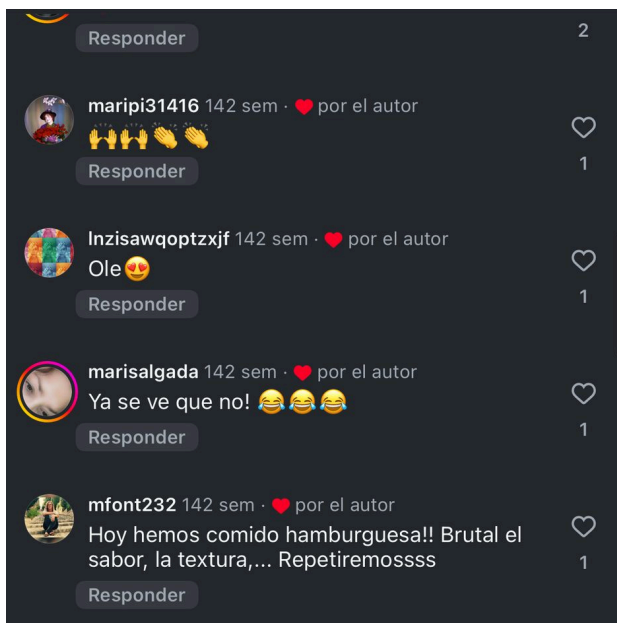 Responder
2
maripi31416 142 sem · ❤️ por el autor
🙌🙌👏👏
Responder
1
lnzisawqoptzxjf 142 sem · ❤️ por el autor
Ole😍
Responder
1
marisalgada 142 sem · ❤️ por el autor
Ya se ve que no! 😂😂😂
Responder
1
mfont232 142 sem · ❤️ por el autor
Hoy hemos comido hamburguesa!! Brutal el
sabor, la textura,... Repetiremossss
1
Responder